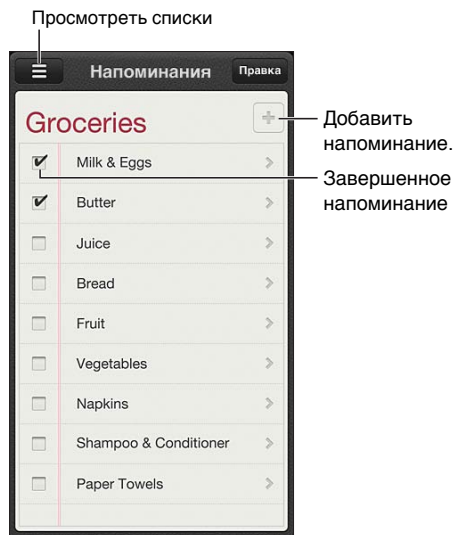 Просмотреть списки
Напоминания
Правка
Groceries
Добавить
напоминание.
Milk & Eggs
Завершенное
напоминание
Butter
Juice
Bread
Fruit
Vegetables
Napkins
Shampoo & Conditioner
Paper Towels